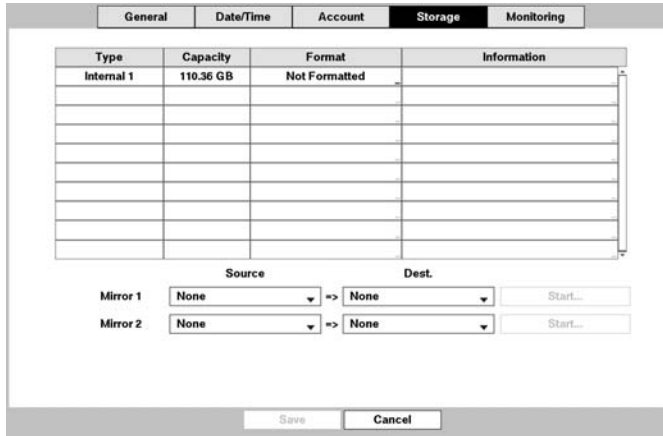 General Date/Time Account Storage Monitoring
Type Capacity Format Information
Internal 1 110.36 GB Not Formatted
Source Dest.
Mirror 1 None => None Start...
Mirror 2 None => None Start...
Save Cancel